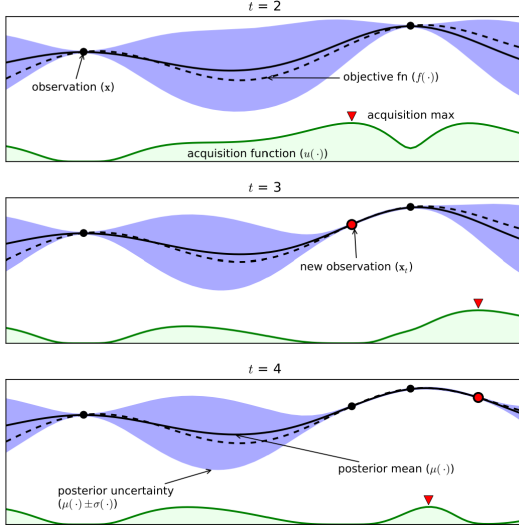 t = 2
observation (x)
objective fn (f(·))
acquisition max
acquisition function (u(·))
t = 3
new observation (xₜ)
t = 4
posterior mean (μ(·))
posterior uncertainty
(μ(·) ±σ(·))